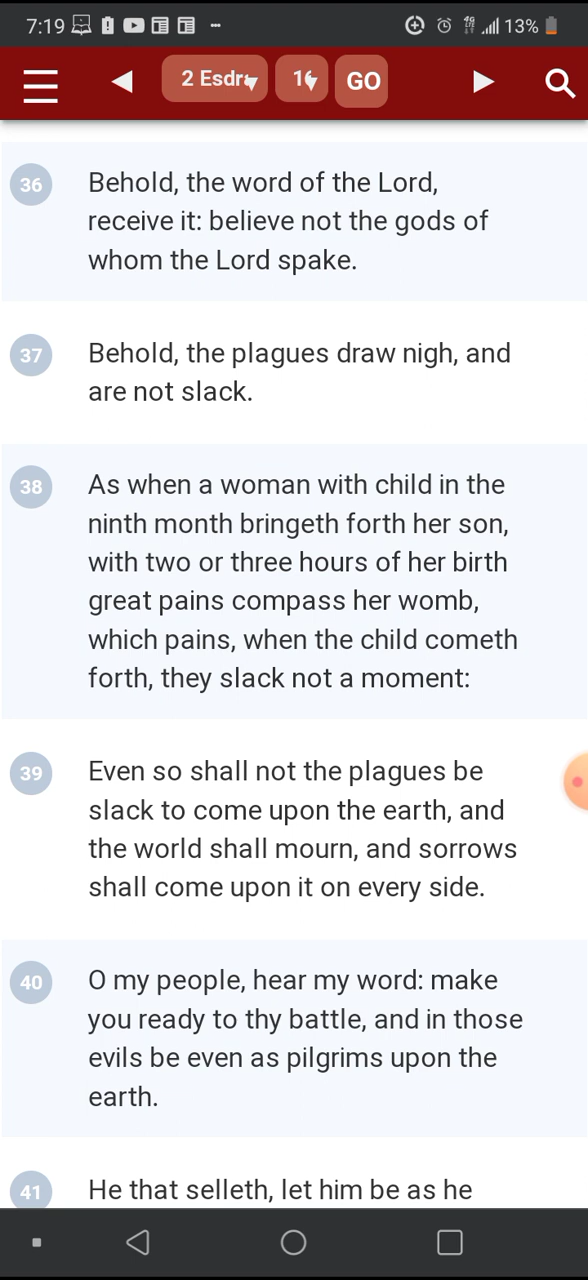 7:19
4G
LTE
13%
2 Esdr
16
GO
36
Behold, the word of the Lord,
receive it: believe not the gods of
whom the Lord spake.
37
Behold, the plagues draw nigh, and
are not slack.
38
As when a woman with child in the
ninth month bringeth forth her son,
with two or three hours of her birth
great pains compass her womb,
which pains, when the child cometh
forth, they slack not a moment:
39
Even so shall not the plagues be
slack to come upon the earth, and
the world shall mourn, and sorrows
shall come upon it on every side.
40
O my people, hear my word: make
you ready to thy battle, and in those
evils be even as pilgrims upon the
earth.
41
He that selleth, let him be as he